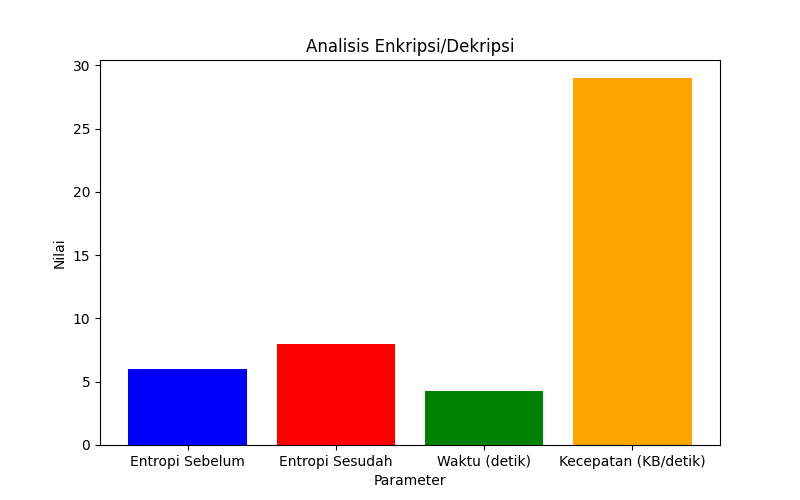 Analisis Enkripsi/Dekripsi
30
25
20
15
10
5
0
Nilai
Entropi Sebelum
Entropi Sesudah
Waktu (detik)
Kecepatan (KB/detik)
Parameter